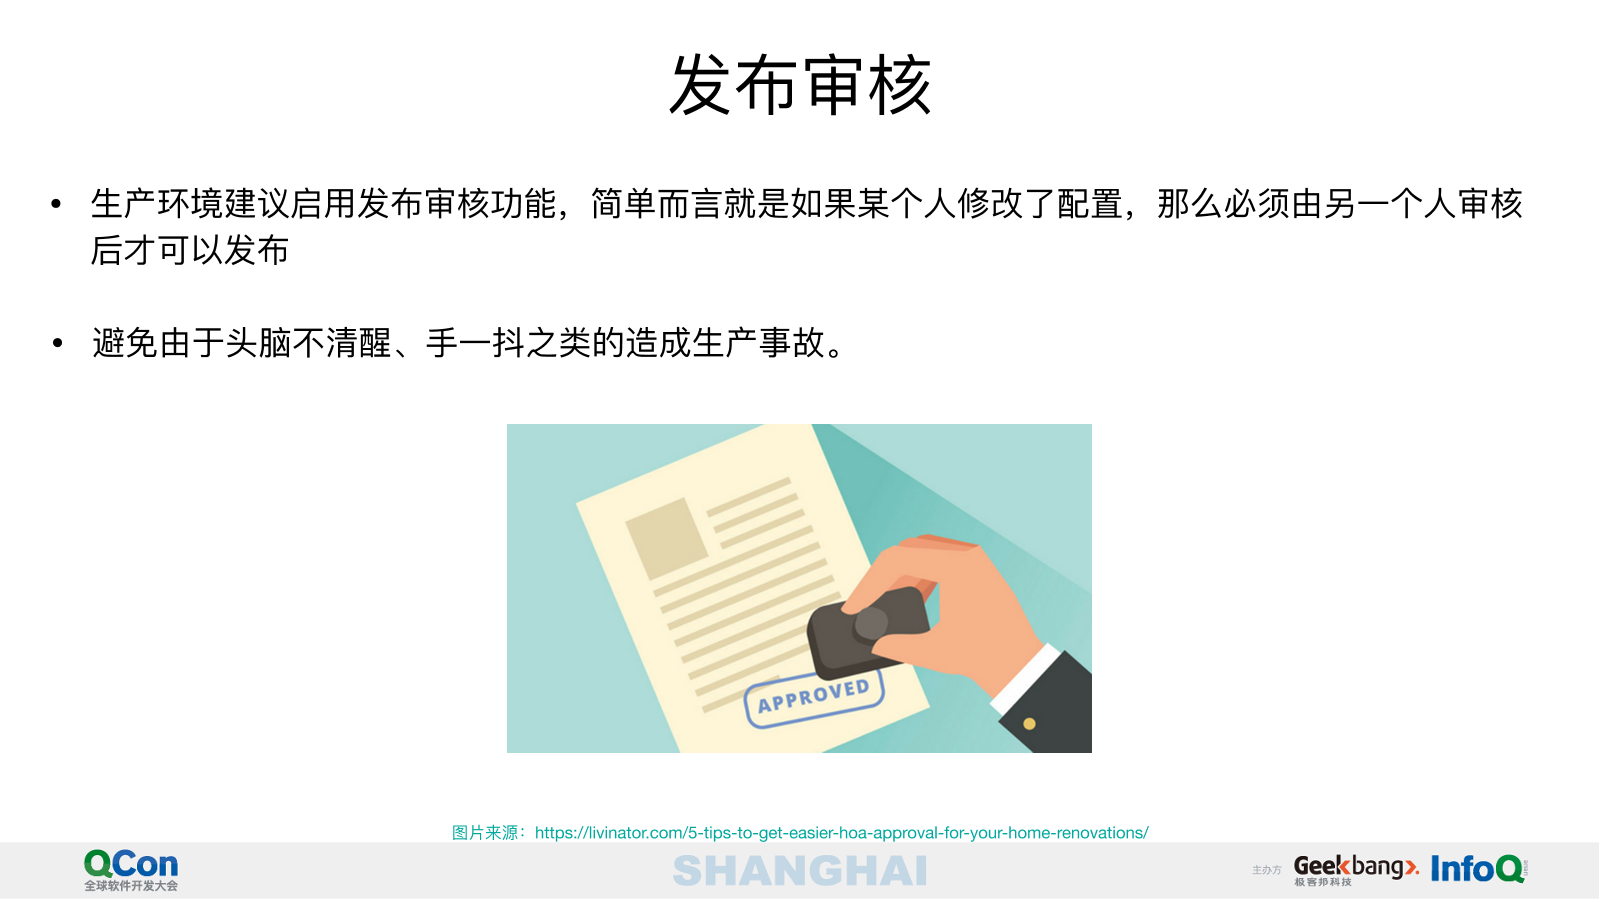 发布审核
• 生产环境建议启用发布审核功能，简单而言就是如果某个人修改了配置，那么必须由另一个人审核
后才可以发布
• 避免由于头脑不清醒、手一抖之类的造成生产事故。
APPROVED
图片来源：https://livinator.com/5-tips-to-get-easier-hoa-approval-for-your-home-renovations/
QCon
全球软件开发大会
SHANGHAI
主办方
Geekbang>.
极客邦科技
InfoQ